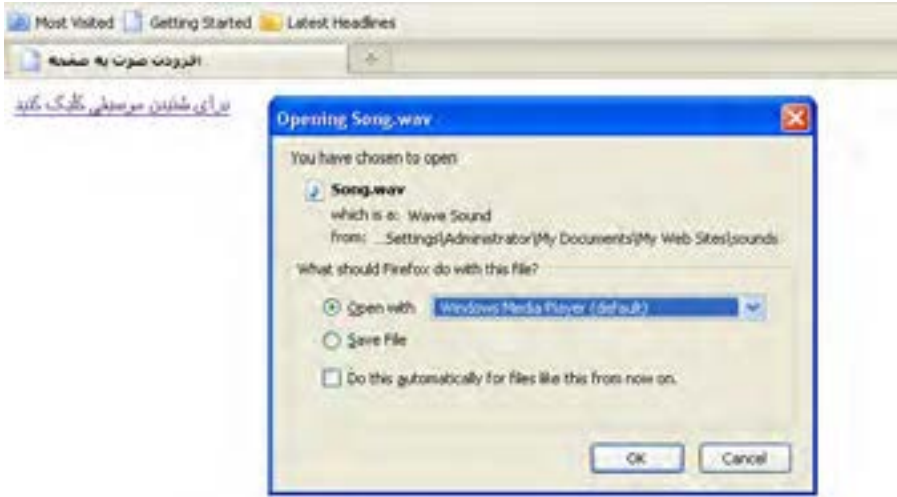 Most Visited Getting Started Latest Headlines
افزودن صوت به صفحه
برای شنیدن موسیقی کلیک کنید
Opening Song.wav
You have chosen to open
Song.wav
which is a: Wave Sound
from: ...Settings\Administrator\My Documents\My Web Sites\sounds
What should Firefox do with this file?
Open with Windows Media Player (default)
Save File
Do this automatically for files like this from now on.
OK Cancel